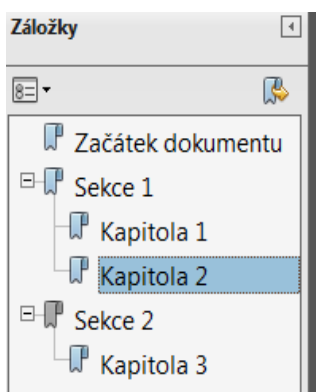 Záložky
Začátek dokumentu
Sekce 1
Kapitola 1
Kapitola 2
Sekce 2
Kapitola 3